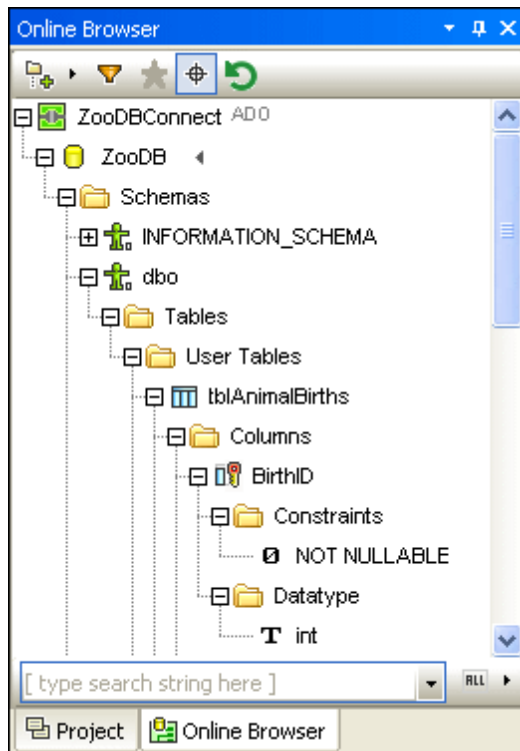 Online Browser
ZooDBConnect ADO
ZooDB
Schemas
INFORMATION_SCHEMA
dbo
Tables
User Tables
tblAnimalBirths
Columns
BirthID
Constraints
Ø NOT NULLABLE
Datatype
T int
[ type search string here ] ALL
Project Online Browser